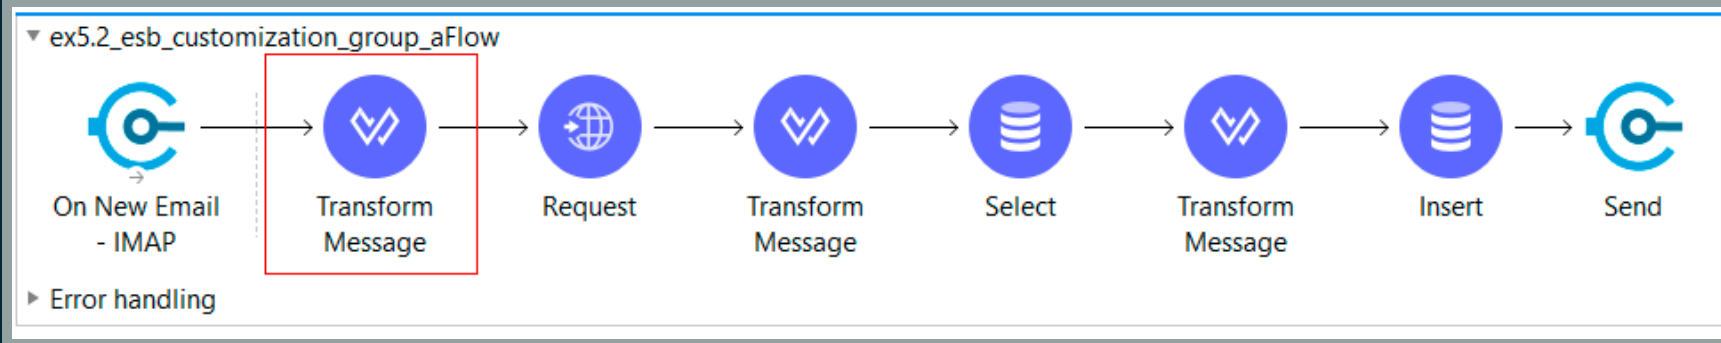 ex5.2_esb_customization_group_aFlow
On New Email
- IMAP
Transform
Message
Request
Transform
Message
Select
Transform
Message
Insert
Send
Error handling